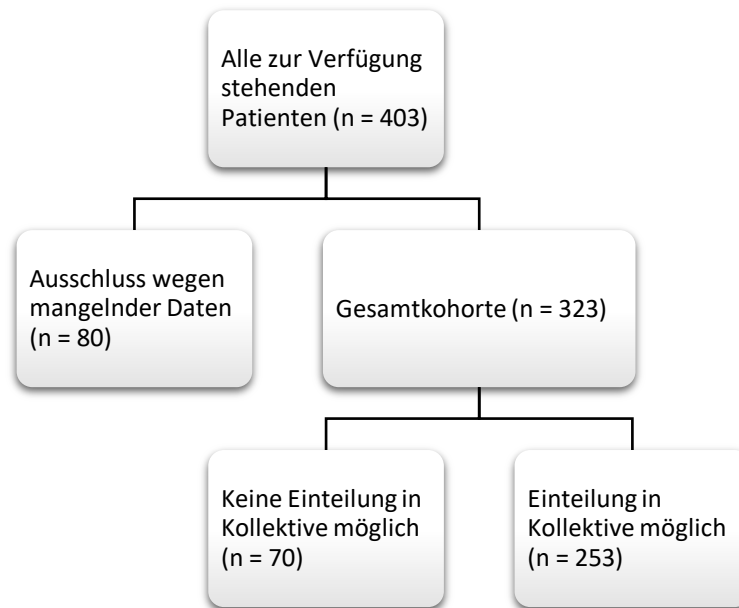 Alle zur Verfügung
stehenden
Patienten (n = 403)
Ausschluss wegen
mangelnder Daten
(n = 80)
Gesamtkohorte (n = 323)
Keine Einteilung in
Kollektive möglich
(n = 70)
Einteilung in
Kollektive möglich
(n = 253)